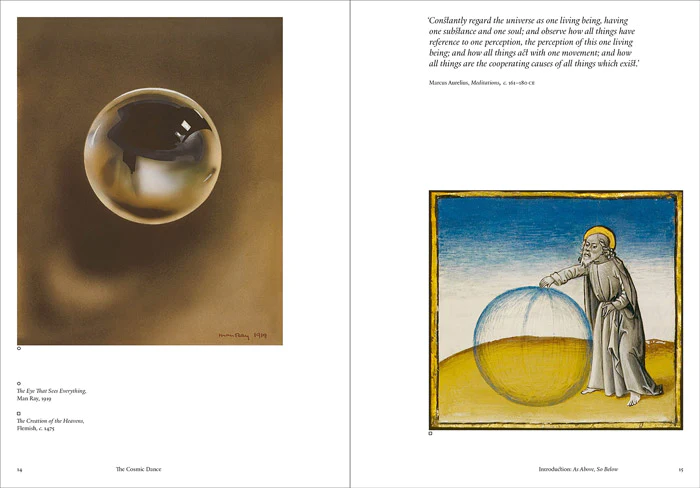 man Ray 1919.
The Eye That Sees Everything,
Man Ray, 1919
The Creation of the Heavens,
Flemish, c. 1475
14
The Cosmic Dance
‘Constantly regard the universe as one living being, having
one substance and one soul; and observe how all things have
reference to one perception, the perception of this one living
being; and how all things act with one movement; and how
all things are the cooperating causes of all things which exist.’
Marcus Aurelius, Meditations, c. 161–180 CE
Introduction: As Above, So Below
15